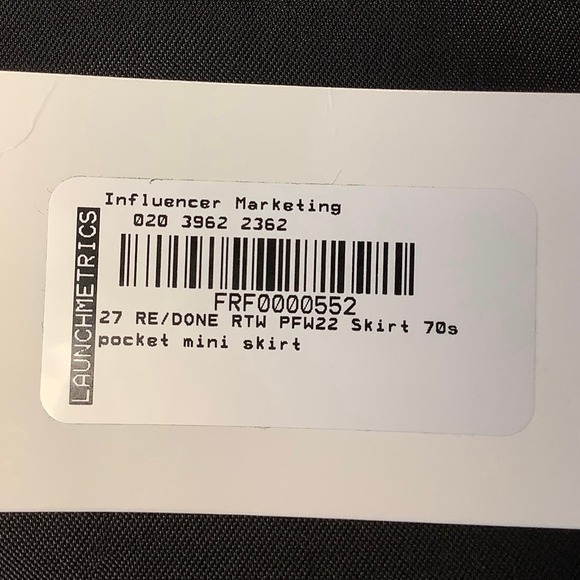 Influencer Marketing
020 3962 2362
LAUNCHMETRICS
FRF0000552
27 RE/DONE RTW PFW22 Skirt 70s
pocket mini skirt